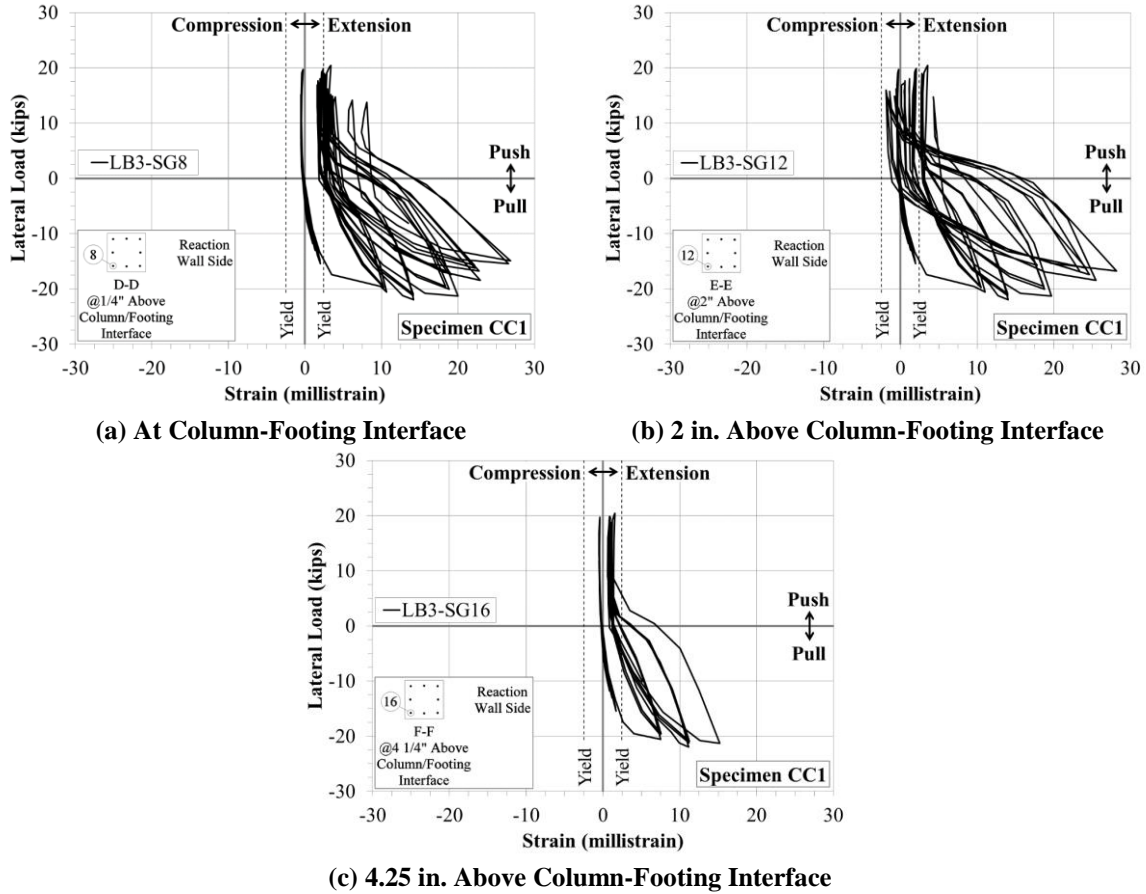 Compression Extension
30
20
10
0
-10
-20
-30
Lateral Load (kips)
LB3-SG8
Push
Pull
8
Reaction
Wall Side
D-D
@1/4" Above
Column/Footing
Interface
Yield
Yield
Specimen CC1
-30 -20 -10 0 10 20 30
Strain (millistrain)
(a) At Column-Footing Interface
Compression Extension
30
20
10
0
-10
-20
-30
Lateral Load (kips)
LB3-SG12
Push
Pull
12
Reaction
Wall Side
E-E
@2" Above
Column/Footing
Interface
Yield
Yield
Specimen CC1
-30 -20 -10 0 10 20 30
Strain (millistrain)
(b) 2 in. Above Column-Footing Interface
Compression Extension
30
20
10
0
-10
-20
-30
Lateral Load (kips)
LB3-SG16
Push
Pull
16
Reaction
Wall Side
F-F
@4 1/4" Above
Column/Footing
Interface
Yield
Yield
Specimen CC1
-30 -20 -10 0 10 20 30
Strain (millistrain)
(c) 4.25 in. Above Column-Footing Interface